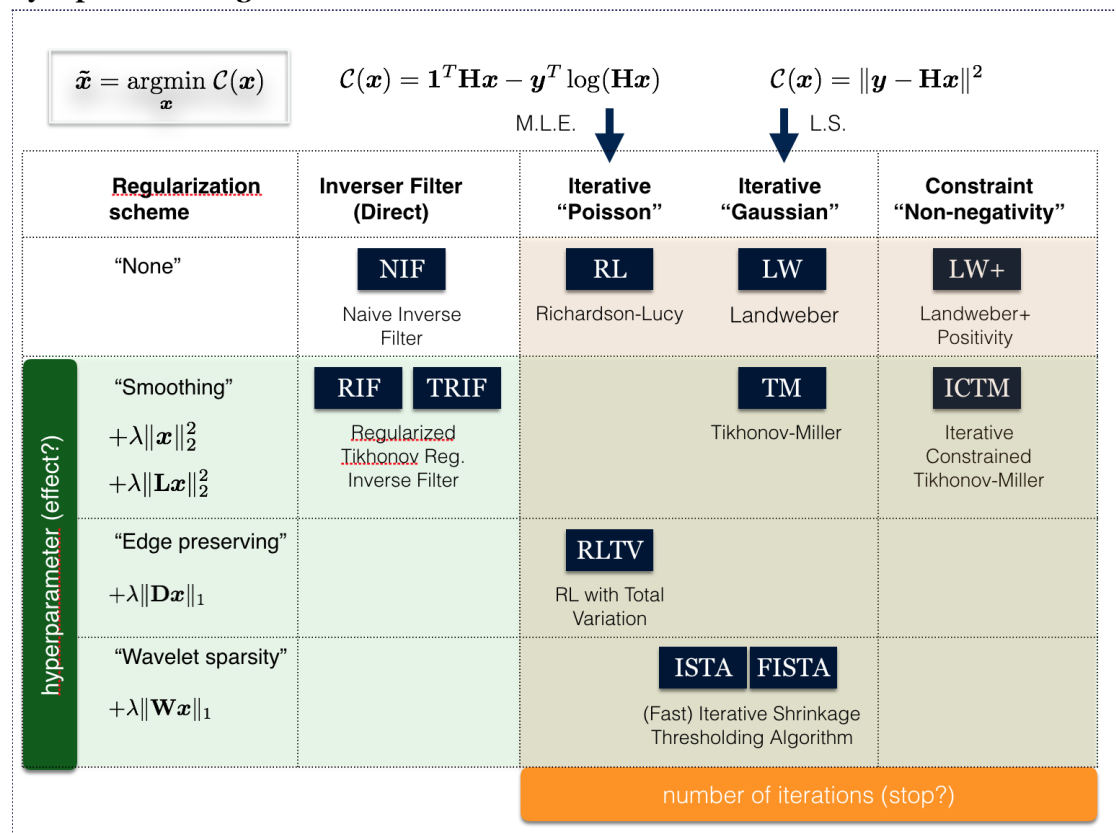 x̃ = argmin C(x)
x
C(x) = 1ᵀHx − yᵀ log(Hx)
C(x) = ‖y − Hx‖²
M.L.E.
L.S.
Regularization
scheme
Inverser Filter
(Direct)
Iterative
“Poisson”
Iterative
“Gaussian”
Constraint
“Non-negativity”
“None”
NIF
Naive Inverse
Filter
RL
Richardson-Lucy
LW
Landweber
LW+
Landweber+
Positivity
hyperparameter (effect?)
“Smoothing”
+λ‖x‖₂²
+λ‖Lx‖₂²
RIF TRIF
Regularized
Tikhonov Reg.
Inverse Filter
TM
Tikhonov-Miller
ICTM
Iterative
Constrained
Tikhonov-Miller
“Edge preserving”
+λ‖Dx‖₁
RLTV
RL with Total
Variation
“Wavelet sparsity”
+λ‖Wx‖₁
ISTA FISTA
(Fast) Iterative Shrinkage
Thresholding Algorithm
number of iterations (stop?)